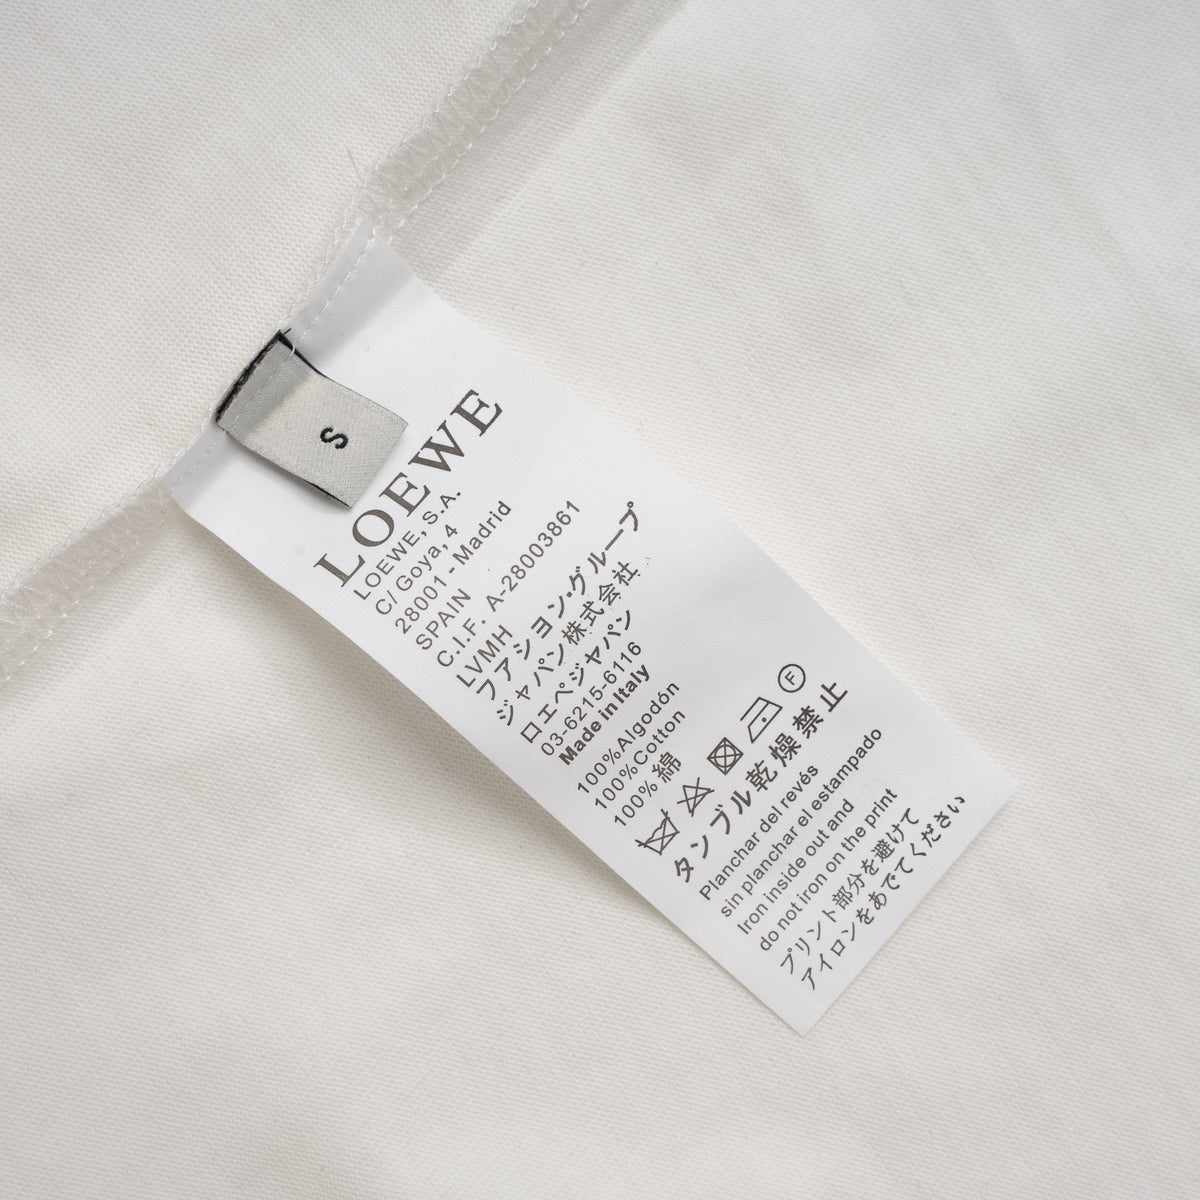 S
LOEWE
LOEWE, S.A.
C/ Goya, 4
28001 - Madrid
SPAIN
C.I.F. A-28003861
LVMH
ファション・グループ
ジャパン株式会社
ロエベジャパン
03-6215-6116
Made in Italy
100%Algodón
100%Cotton
100% 綿
F
タンブル乾燥禁止
Planchar del revés
sin planchar el estampado
Iron inside out and
do not iron on the print
プリント部分を避けて
アイロンをあでてください